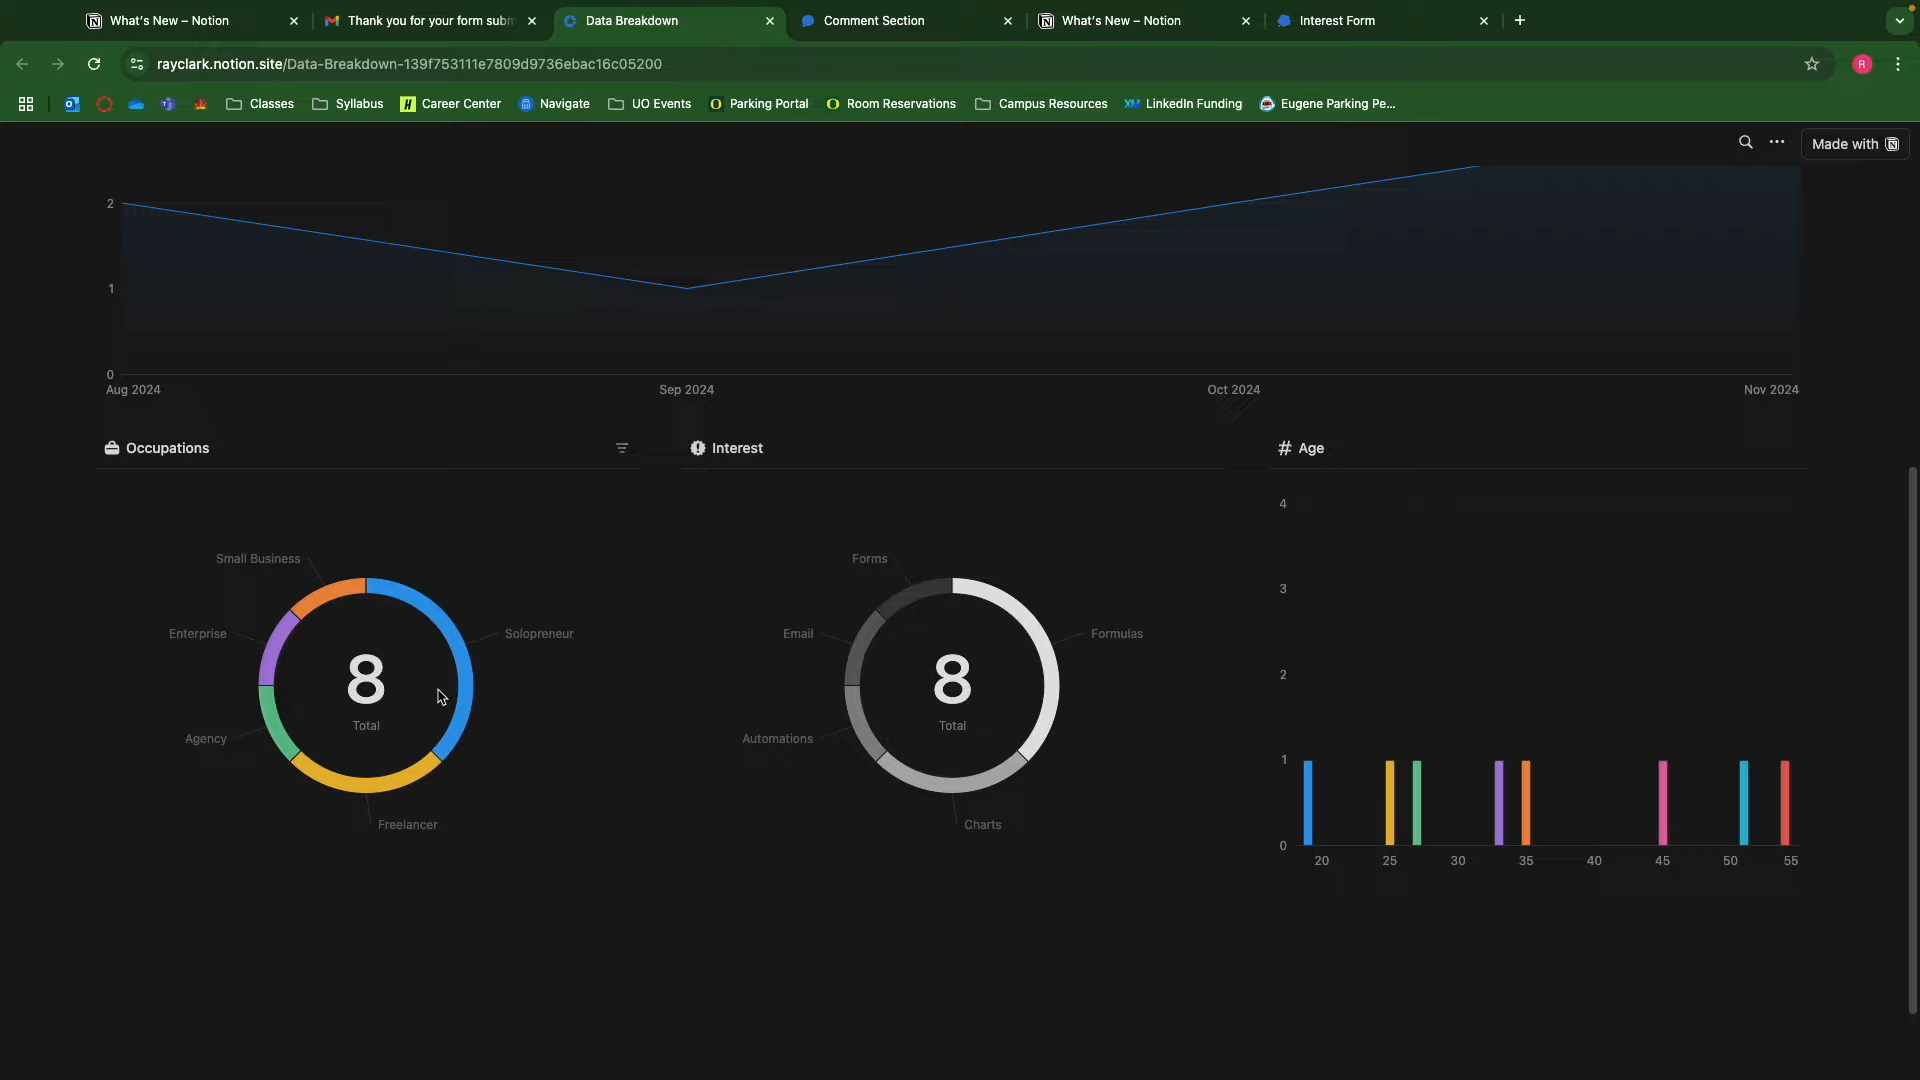 What's New – Notion
Thank you for your form subm
Data Breakdown
Comment Section
What's New – Notion
Interest Form
rayclark.notion.site/Data-Breakdown-139f753111e7809d9736ebac16c05200
R
Classes
Syllabus
Career Center
Navigate
UO Events
Parking Portal
Room Reservations
Campus Resources
LinkedIn Funding
Eugene Parking Pe...
Made with
2
1
0
Aug 2024
Sep 2024
Oct 2024
Nov 2024
Occupations
Interest
# Age
Small Business
Enterprise
Solopreneur
8
Total
Agency
Freelancer
Forms
Email
Formulas
8
Total
Automations
Charts
4
3
2
1
0
20 25 30 35 40 45 50 55